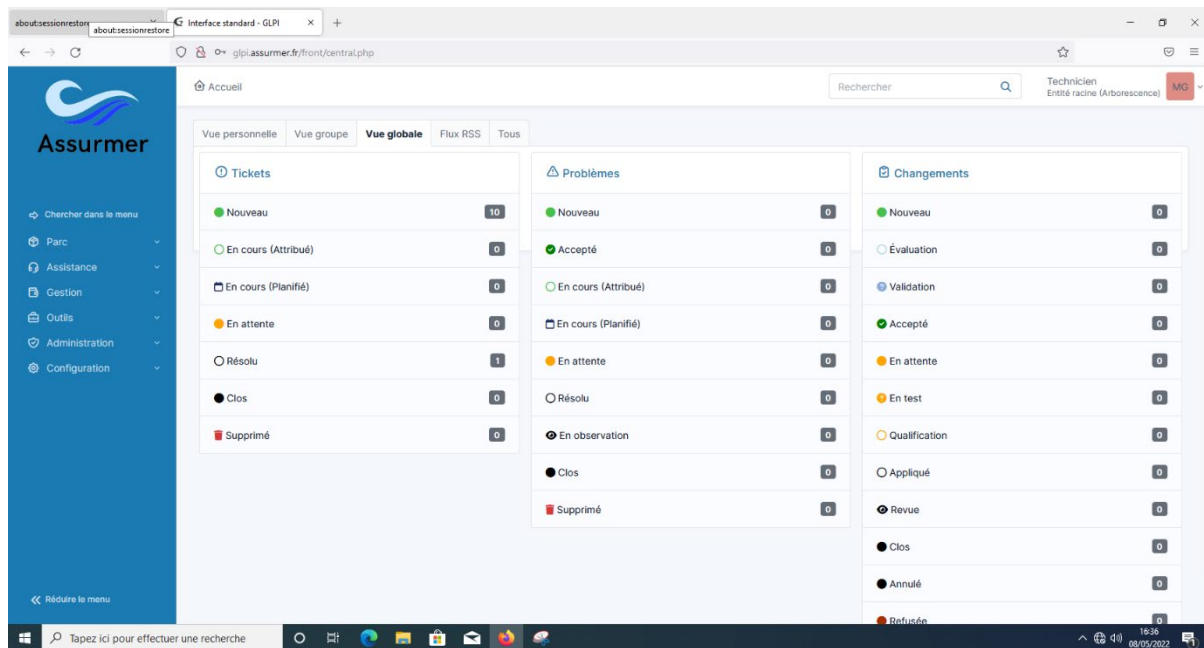 about:sessionrestore
about:sessionrestore
Interface standard - GLPI
glpi.assurmer.fr/front/central.php
Assurmer
Chercher dans le menu
Parc
Assistance
Gestion
Outils
Administration
Configuration
Réduire le menu
Accueil
Rechercher
Technicien
Entité racine (Arborescence)
MG
Vue personnelle Vue groupe Vue globale Flux RSS Tous
Tickets
Nouveau 10
En cours (Attribué) 0
En cours (Planifié) 0
En attente 0
Résolu 1
Clos 0
Supprimé 0
Problèmes
Nouveau 0
Accepté 0
En cours (Attribué) 0
En cours (Planifié) 0
En attente 0
Résolu 0
En observation 0
Clos 0
Supprimé 0
Changements
Nouveau 0
Évaluation 0
Validation 0
Accepté 0
En attente 0
En test 0
Qualification 0
Appliqué 0
Revue 0
Clos 0
Annulé 0
Refusée 0
Tapez ici pour effectuer une recherche
16:36
08/05/2022